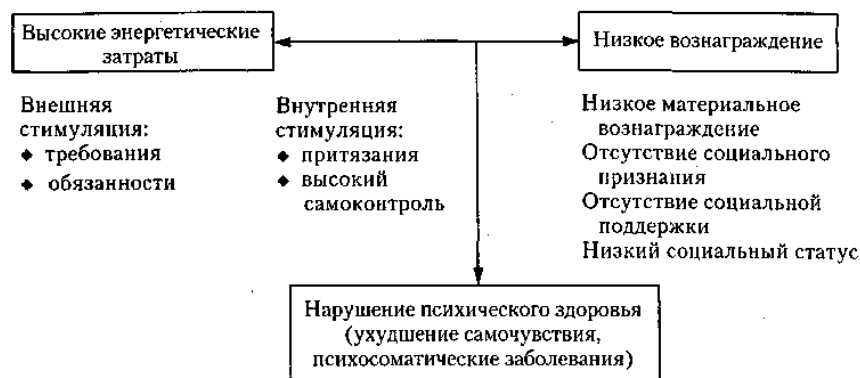 Высокие энергетические
затраты
Низкое вознаграждение
Внешняя
стимуляция:
◆ требования
◆ обязанности
Внутренняя
стимуляция:
◆ притязания
◆ высокий
самоконтроль
Низкое материальное
вознаграждение
Отсутствие социального
признания
Отсутствие социальной
поддержки
Низкий социальный статус
Нарушение психического здоровья
(ухудшение самочувствия,
психосоматические заболевания)